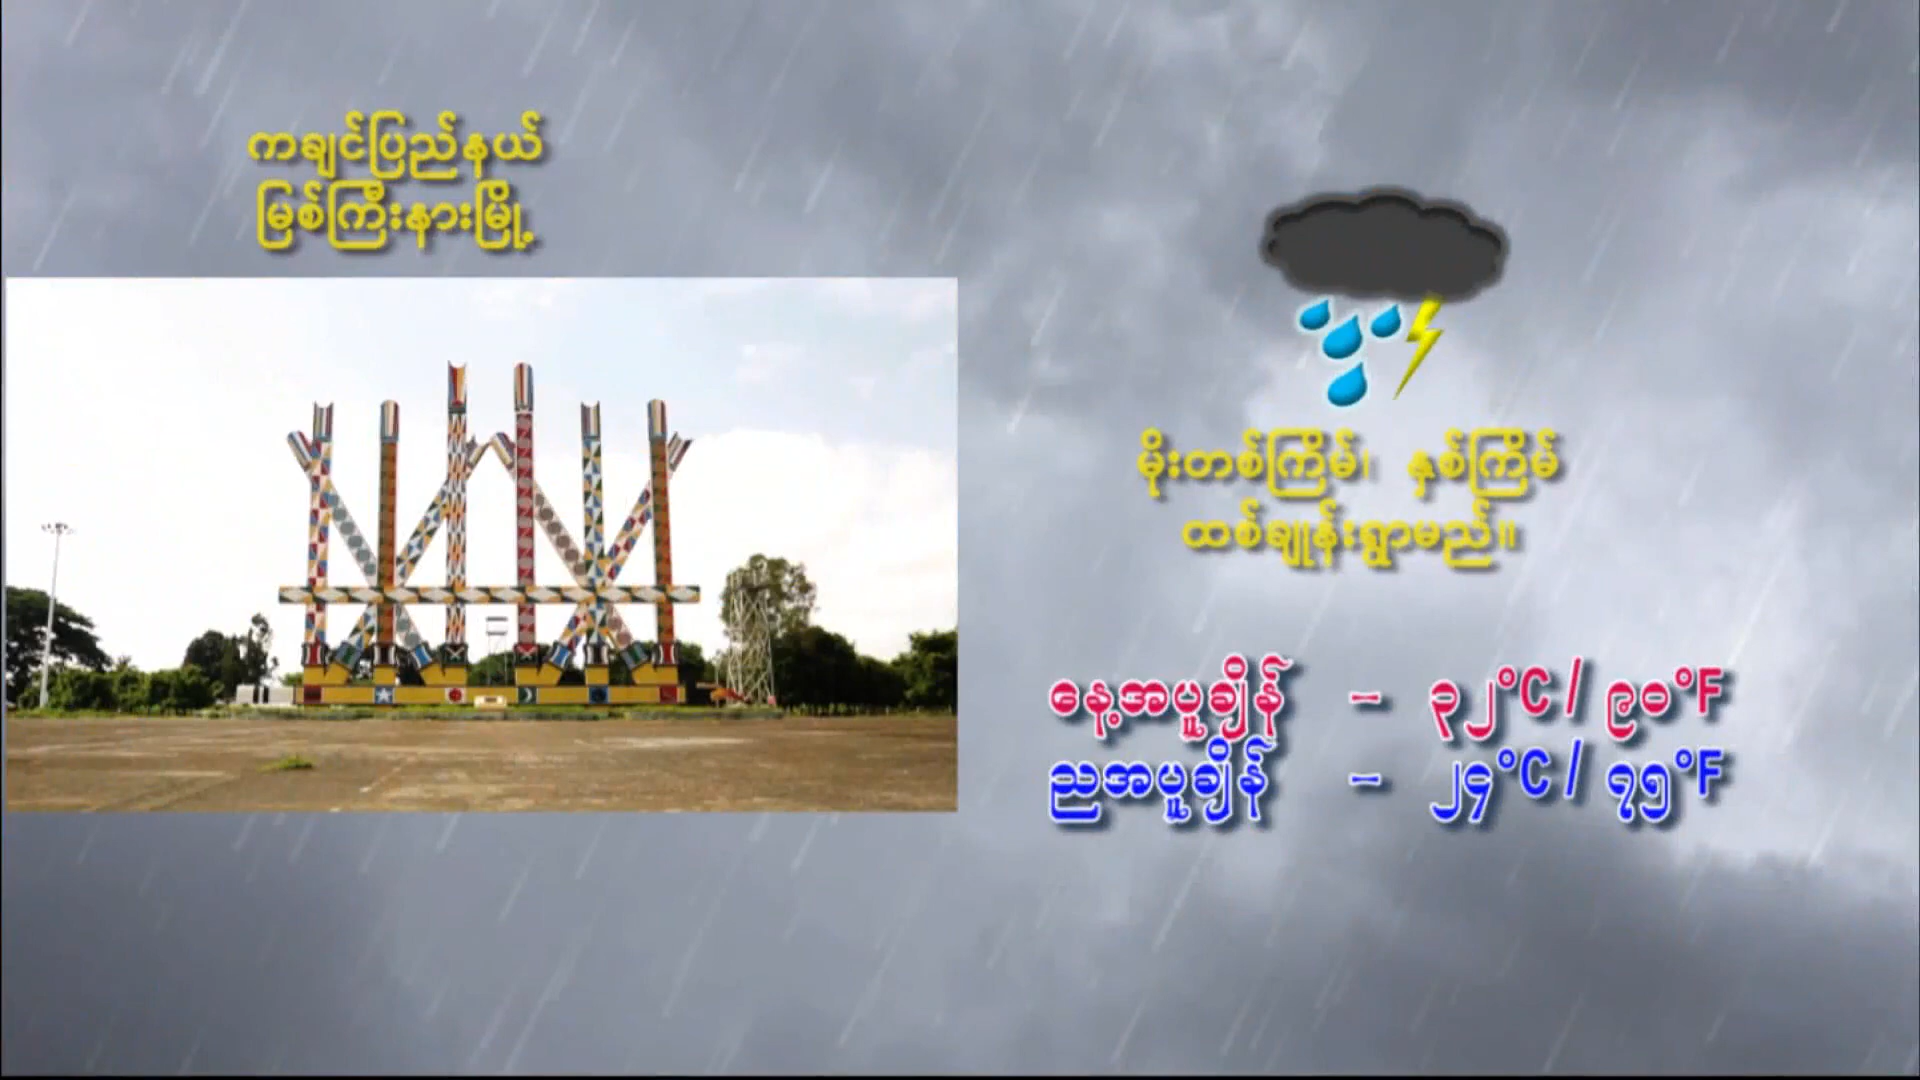 ကချင်ပြည်နယ်
မြစ်ကြီးနားမြို့
မိုးတစ်ကြိမ်၊ နှစ်ကြိမ်
ထစ်ချုန်းရွာမည်။
နေ့အပူချိန် - ၃၂°C / ၉၀°F
ညအပူချိန် - ၂၄°C / ၇၅°F